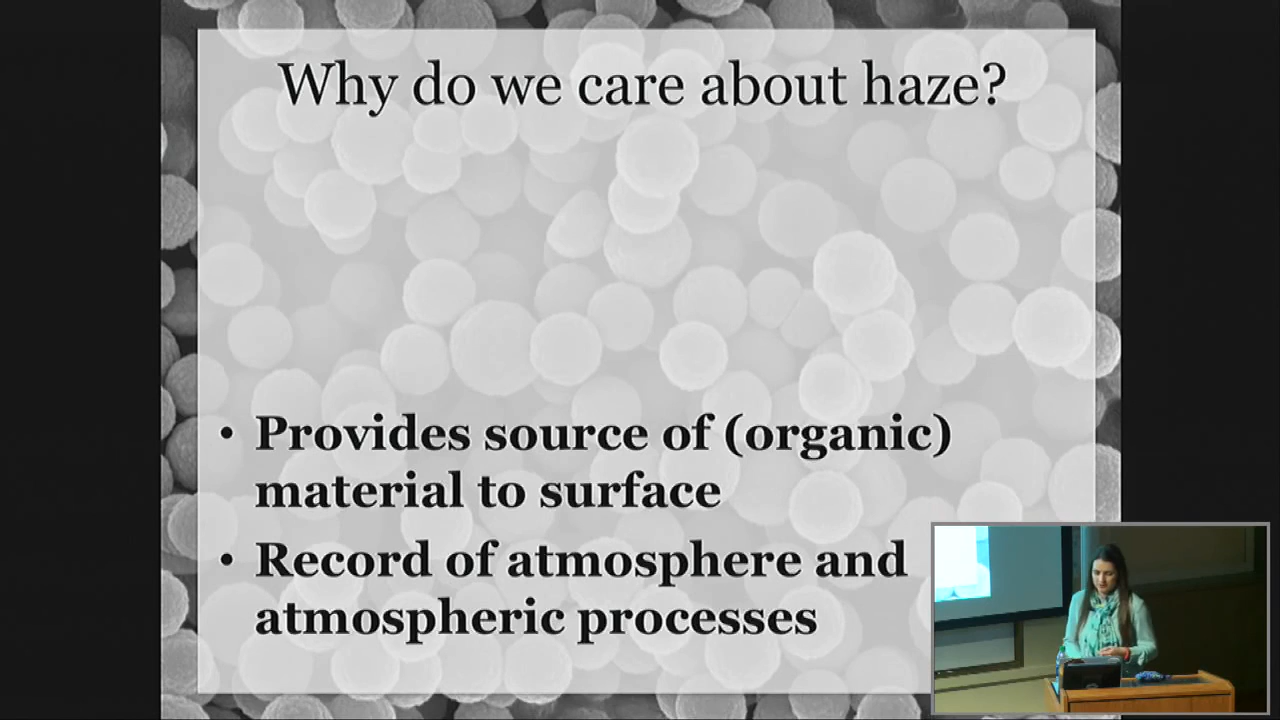 Why do we care about haze?
• Provides source of (organic)
material to surface
• Record of atmosphere and
atmospheric processes